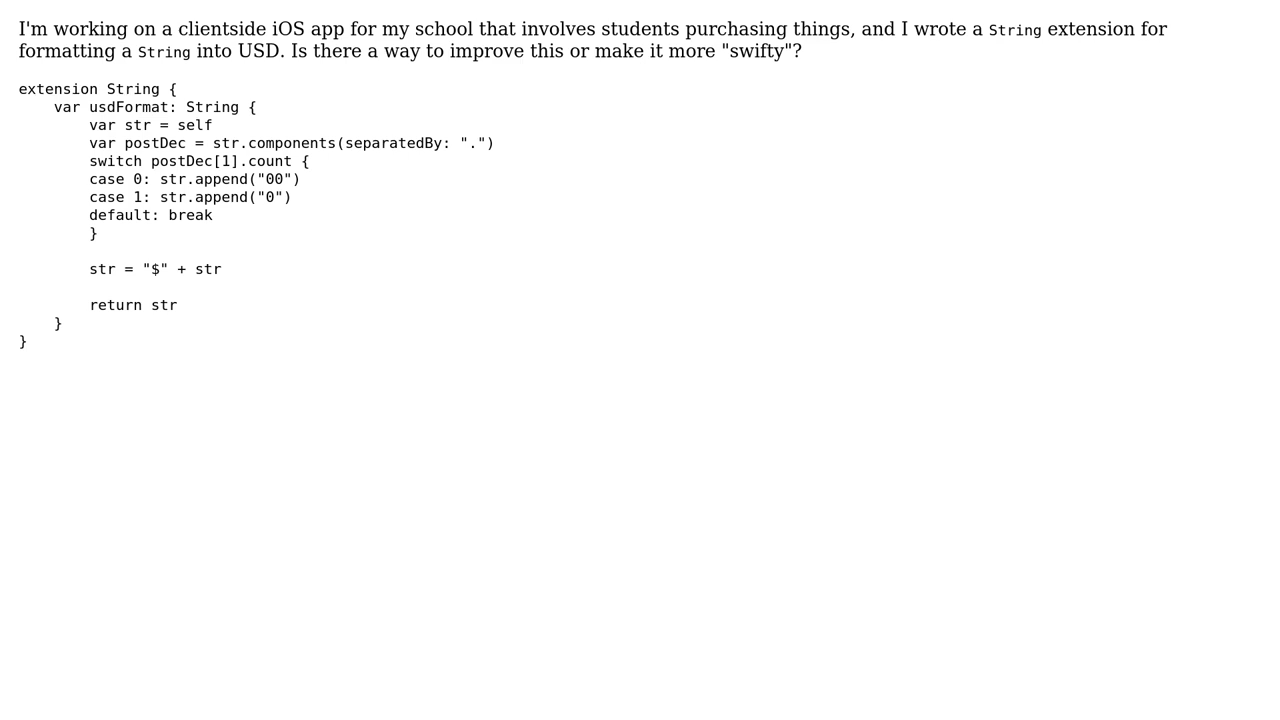 I'm working on a clientside iOS app for my school that involves students purchasing things, and I wrote a String extension for
formatting a String into USD. Is there a way to improve this or make it more "swifty"?
extension String {
    var usdFormat: String {
        var str = self
        var postDec = str.components(separatedBy: ".")
        switch postDec[1].count {
        case 0: str.append("00")
        case 1: str.append("0")
        default: break
        }
        str = "$" + str
        return str
    }
}